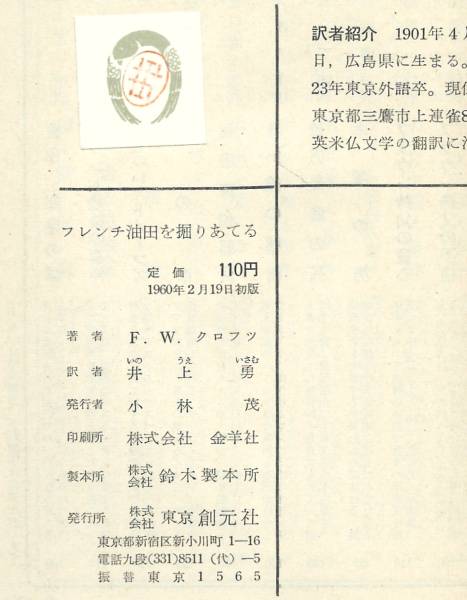 訳者紹介　1901年4月
日，広島県に生まる。
23年東京外語卒。現
東京都三鷹市上連雀8
英米仏文学の翻訳に
フレンチ油田を掘りあてる
定価　110円
1960年2月19日初版
著者　F. W. クロフツ
いの　うえ　いさむ
訳者　井上勇
発行者　小林茂
印刷所　株式会社　金羊社
製本所　株式会社　鈴木製本所
発行所　株式会社　東京創元社
東京都新宿区新小川町1—16
電話九段(331)8511（代）—5
振替東京1565